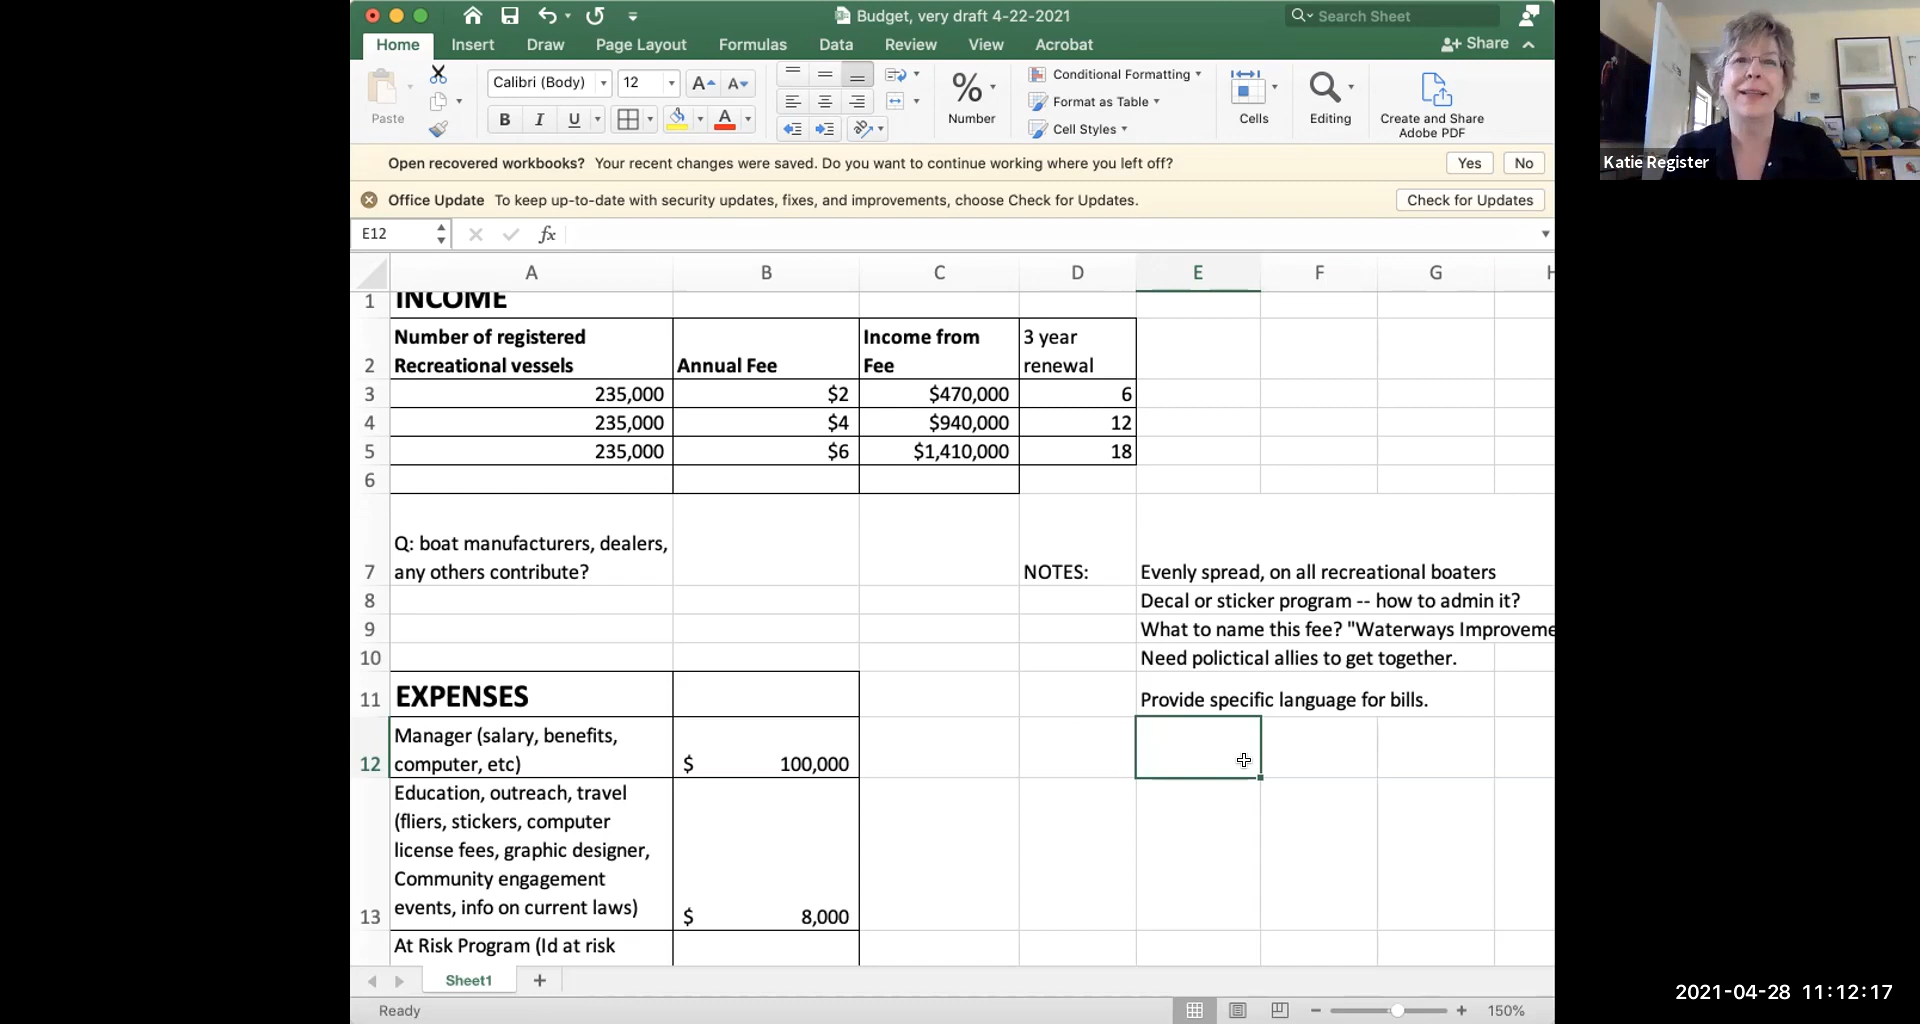 Budget, very draft 4-22-2021
Search Sheet
Home Insert Draw Page Layout Formulas Data Review View Acrobat Share
Paste
Calibri (Body) 12
A A
B I U A
%
Number
Conditional Formatting
Format as Table
Cell Styles
Cells
Editing
Create and Share
Adobe PDF
Open recovered workbooks? Your recent changes were saved. Do you want to continue working where you left off? Yes No
Office Update To keep up-to-date with security updates, fixes, and improvements, choose Check for Updates. Check for Updates
E12 fx
A B C D E F G H
1 INCOME
2 Number of registered
Recreational vessels
Annual Fee
Income from
Fee
3 year
renewal
3 235,000 $2 $470,000 6
4 235,000 $4 $940,000 12
5 235,000 $6 $1,410,000 18
6
7 Q: boat manufacturers, dealers,
any others contribute?
NOTES: Evenly spread, on all recreational boaters
8 Decal or sticker program -- how to admin it?
9 What to name this fee? "Waterways Improveme
10 Need polictical allies to get together.
11 EXPENSES Provide specific language for bills.
12 Manager (salary, benefits,
computer, etc) $ 100,000
13 Education, outreach, travel
(fliers, stickers, computer
license fees, graphic designer,
Community engagement
events, info on current laws) $ 8,000
At Risk Program (Id at risk
Sheet1 +
Ready 150%
Katie Register
2021-04-28 11:12:17